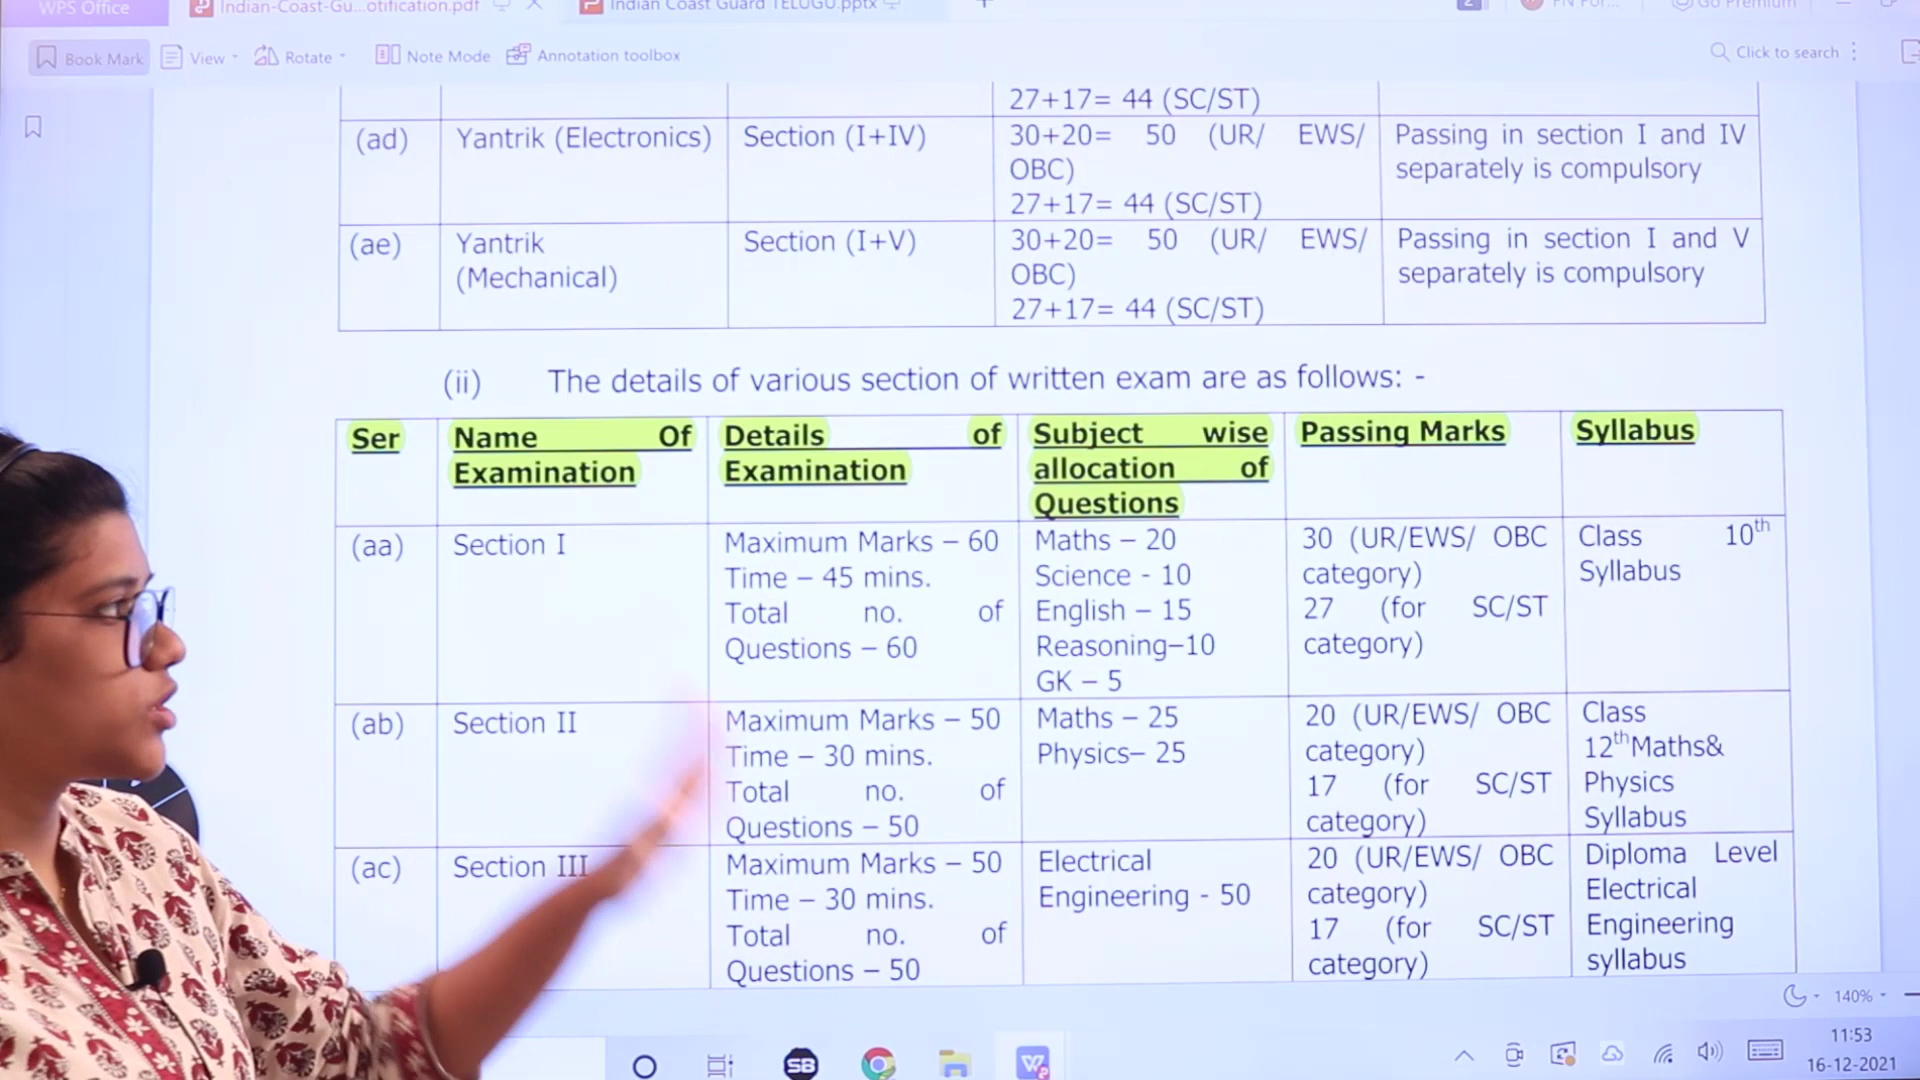 WPS Office
Indian-Coast-Gu...otification.pdf
Indian Coast Guard TELUGU.pptx
Go Premium
Book Mark
View
Rotate
Note Mode
Annotation toolbox
Click to search
27+17= 44 (SC/ST)
(ad) Yantrik (Electronics) Section (I+IV) 30+20= 50 (UR/ EWS/ Passing in section I and IV
OBC) separately is compulsory
27+17= 44 (SC/ST)
(ae) Yantrik Section (I+V) 30+20= 50 (UR/ EWS/ Passing in section I and V
(Mechanical) OBC) separately is compulsory
27+17= 44 (SC/ST)
(ii) The details of various section of written exam are as follows: -
Ser Name Of Details of Subject wise Passing Marks Syllabus
Examination Examination allocation of
Questions
(aa) Section I Maximum Marks – 60 Maths – 20 30 (UR/EWS/ OBC Class 10th
Time – 45 mins. Science - 10 category) Syllabus
Total no. of English – 15 27 (for SC/ST
Questions – 60 Reasoning–10 category)
GK – 5
(ab) Section II Maximum Marks – 50 Maths – 25 20 (UR/EWS/ OBC Class
Time – 30 mins. Physics– 25 category) 12thMaths&
Total no. of 17 (for SC/ST Physics
Questions – 50 category) Syllabus
(ac) Section III Maximum Marks – 50 Electrical 20 (UR/EWS/ OBC Diploma Level
Time – 30 mins. Engineering - 50 category) Electrical
Total no. of 17 (for SC/ST Engineering
Questions – 50 category) syllabus
140%
SB
W
11:53
16-12-2021